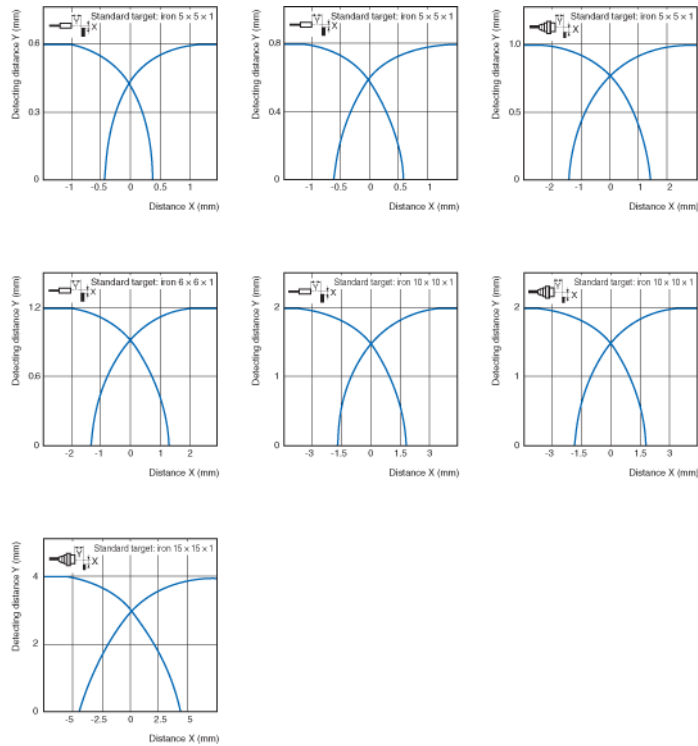 Standard target: iron 5 × 5 × 1
Y
X
Detecting distance Y (mm)
0.6
0.3
0
-1 -0.5 0 0.5 1
Distance X (mm)
Standard target: iron 5 × 5 × 1
Y
X
Detecting distance Y (mm)
0.8
0.4
0
-1 -0.5 0 0.5 1
Distance X (mm)
Standard target: iron 5 × 5 × 1
Y
X
Detecting distance Y (mm)
1.0
0.5
0
-2 -1 0 1 2
Distance X (mm)
Standard target: iron 6 × 6 × 1
Y
X
Detecting distance Y (mm)
1.2
0.6
0
-2 -1 0 1 2
Distance X (mm)
Standard target: iron 10 × 10 × 1
Y
X
Detecting distance Y (mm)
2
1
0
-3 -1.5 0 1.5 3
Distance X (mm)
Standard target: iron 10 × 10 × 1
Y
X
Detecting distance Y (mm)
2
1
0
-3 -1.5 0 1.5 3
Distance X (mm)
Standard target: iron 15 × 15 × 1
Y
X
Detecting distance Y (mm)
4
2
0
-5 -2.5 0 2.5 5
Distance X (mm)